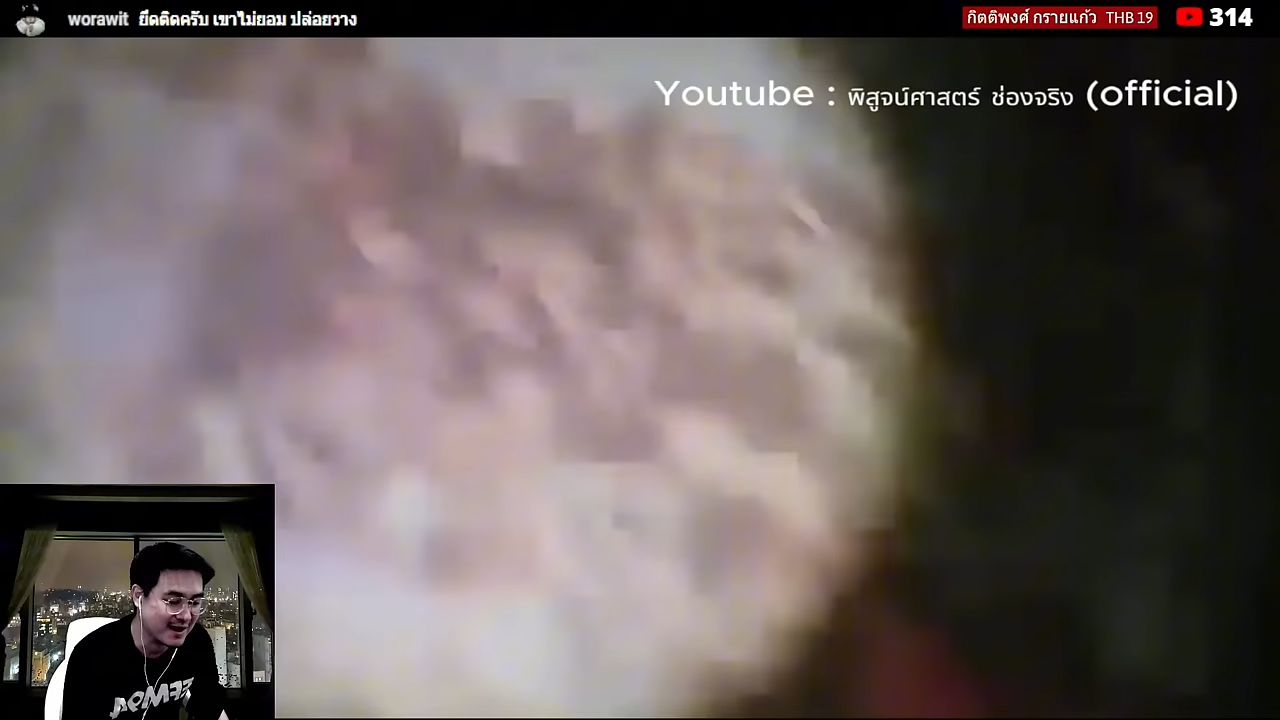 worawit ยึดติดครับ เขาไม่ยอม ปล่อยวาง
กิตติพงศ์ กรายแก้ว THB 19
314
Youtube : พิสูจน์ศาสตร์ ช่องจริง (official)